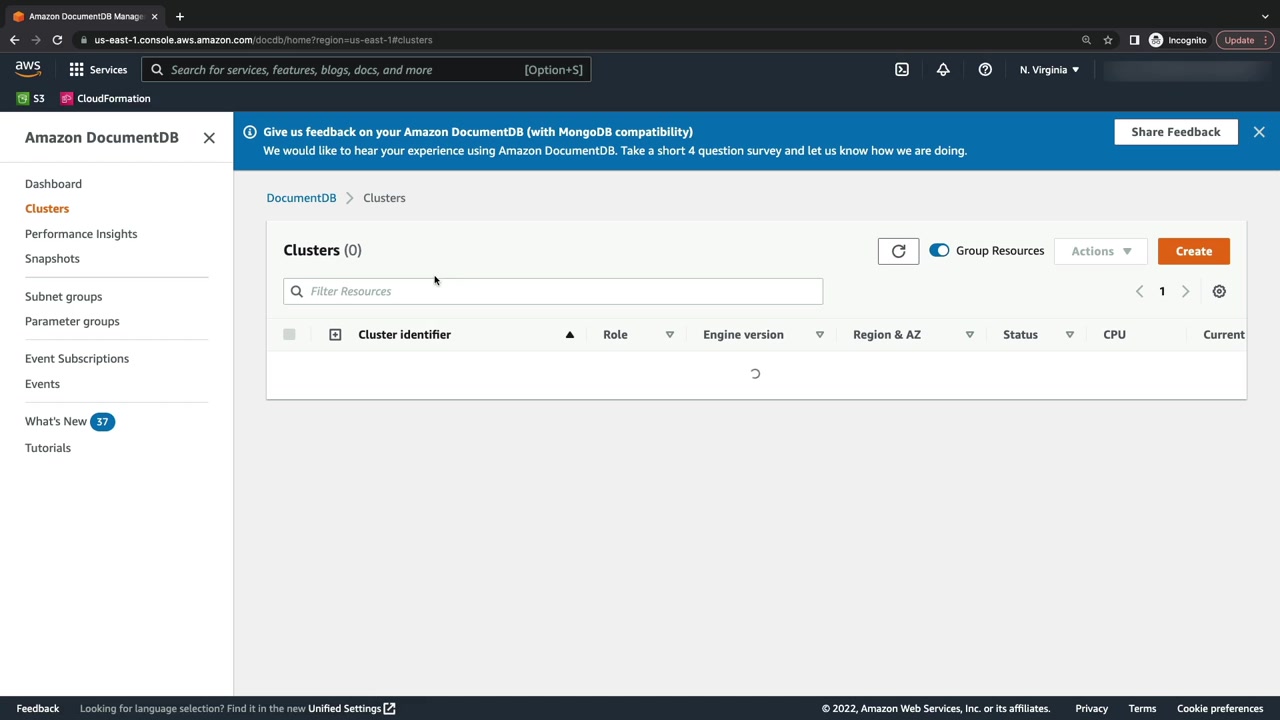 Amazon DocumentDB Manage
us-east-1.console.aws.amazon.com/docdb/home?region=us-east-1#clusters
Incognito
Update
aws
Services
Search for services, features, blogs, docs, and more
[Option+S]
N. Virginia
S3
CloudFormation
Amazon DocumentDB
Dashboard
Clusters
Performance Insights
Snapshots
Subnet groups
Parameter groups
Event Subscriptions
Events
What's New 37
Tutorials
Give us feedback on your Amazon DocumentDB (with MongoDB compatibility)
We would like to hear your experience using Amazon DocumentDB. Take a short 4 question survey and let us know how we are doing.
Share Feedback
DocumentDB > Clusters
Clusters (0)
Group Resources
Actions
Create
Filter Resources
1
Cluster identifier
Role
Engine version
Region & AZ
Status
CPU
Current
Feedback
Looking for language selection? Find it in the new Unified Settings
© 2022, Amazon Web Services, Inc. or its affiliates.
Privacy
Terms
Cookie preferences